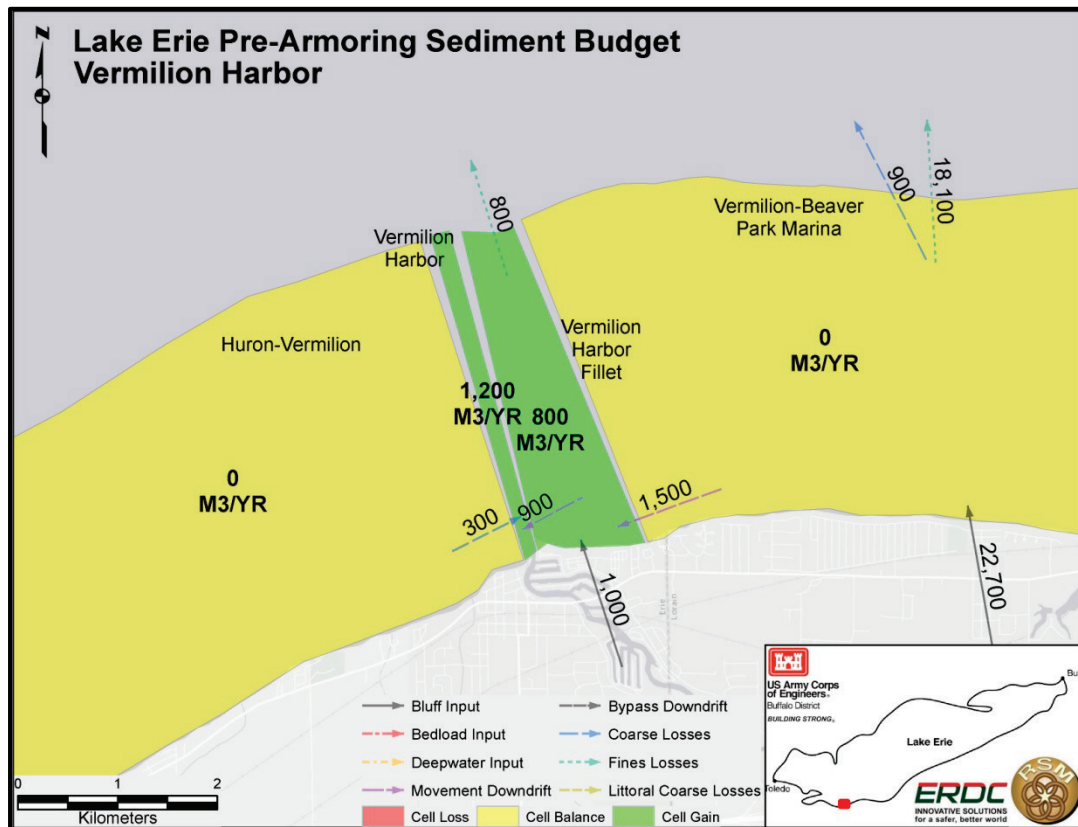 N
Lake Erie Pre-Armoring Sediment Budget
Vermilion Harbor
900
18,100
800
Vermilion-Beaver
Park Marina
Vermilion
Harbor
Huron-Vermilion
Vermilion
Harbor
Fillet
0
M3/YR
1,200
M3/YR
800
M3/YR
0
M3/YR
300
900
1,500
1,000
22,700
Erie
Lorain
Bluff Input
Bedload Input
Deepwater Input
Movement Downdrift
Bypass Downdrift
Coarse Losses
Fines Losses
Littoral Coarse Losses
Cell Loss
Cell Balance
Cell Gain
0 1 2
Kilometers
US Army Corps
of Engineers®
Buffalo District
BUILDING STRONG®
Bu
Lake Erie
Toledo
ERDC
INNOVATIVE SOLUTIONS
for a safer, better world
RSM